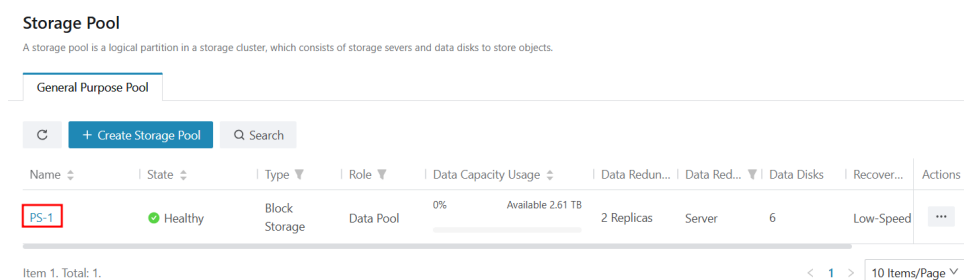 Storage Pool
A storage pool is a logical partition in a storage cluster, which consists of storage severs and data disks to store objects.
General Purpose Pool
+ Create Storage Pool Search
Name State Type Role Data Capacity Usage Data Redun... Data Red... Data Disks Recover... Actions
PS-1 Healthy Block Storage Data Pool 0% Available 2.61 TB 2 Replicas Server 6 Low-Speed ...
Item 1. Total: 1. < 1 > 10 Items/Page